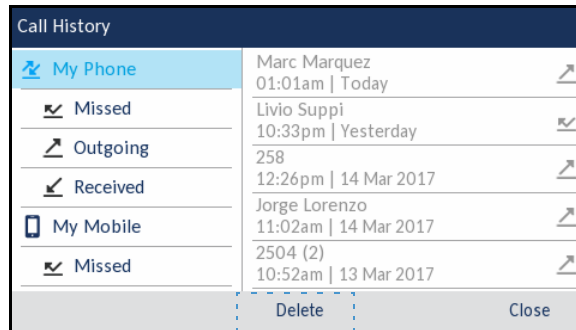 Call History
My Phone
Missed
Outgoing
Received
My Mobile
Missed
Marc Marquez
01:01am | Today
Livio Suppi
10:33pm | Yesterday
258
12:26pm | 14 Mar 2017
Jorge Lorenzo
11:02am | 14 Mar 2017
2504 (2)
10:52am | 13 Mar 2017
Delete
Close